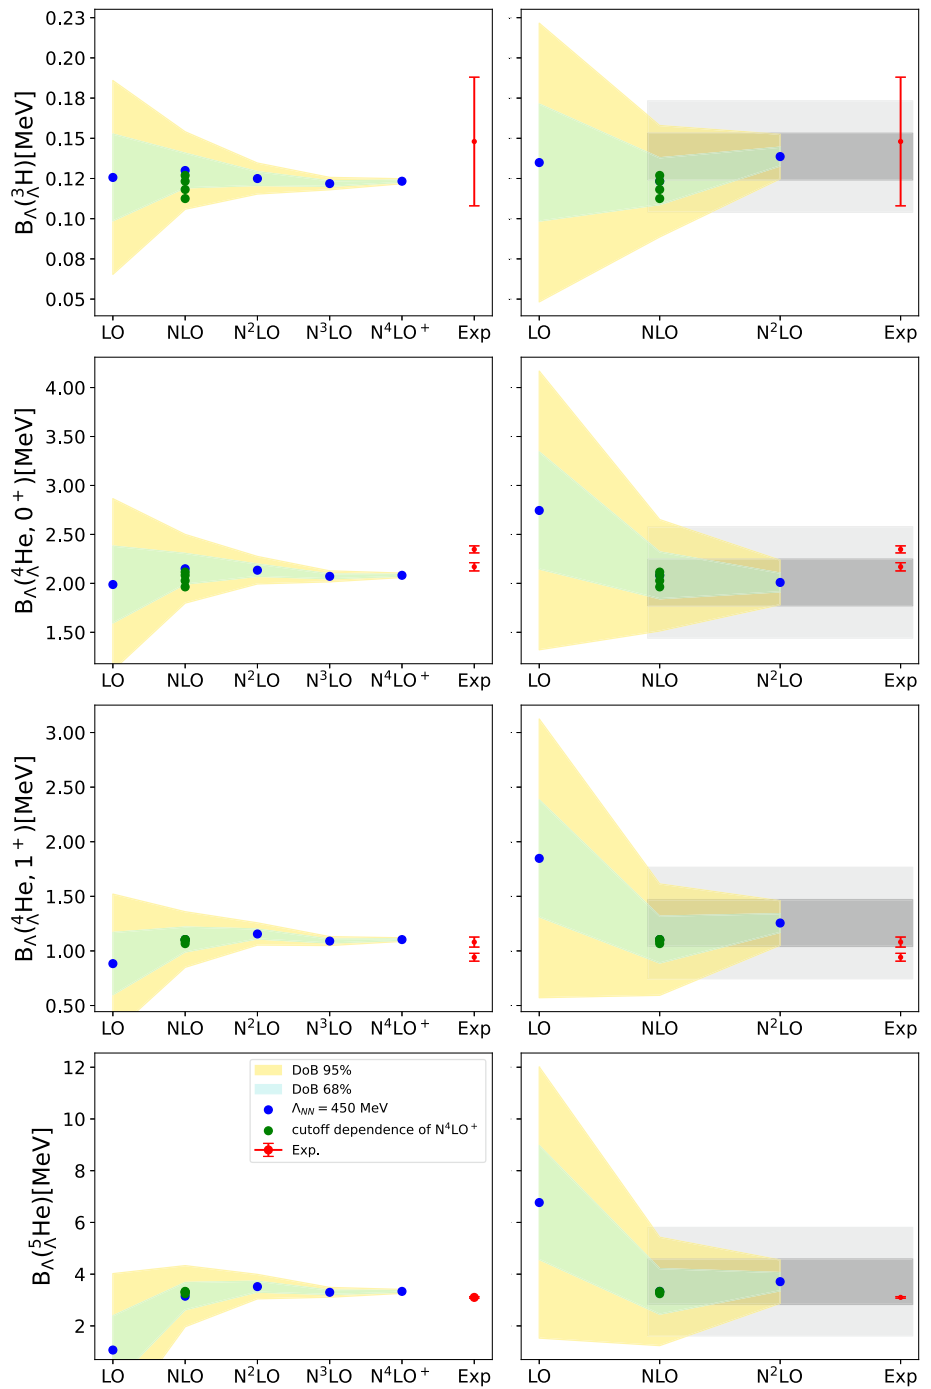 B_Λ(³_ΛH)[MeV]
0.23
0.20
0.18
0.15
0.12
0.10
0.08
0.05
LO NLO N²LO N³LO N⁴LO⁺ Exp
LO NLO N²LO Exp
B_Λ(⁴_ΛHe, 0⁺)[MeV]
4.00
3.50
3.00
2.50
2.00
1.50
LO NLO N²LO N³LO N⁴LO⁺ Exp
LO NLO N²LO Exp
B_Λ(⁴_ΛHe, 1⁺)[MeV]
3.00
2.50
2.00
1.50
1.00
0.50
LO NLO N²LO N³LO N⁴LO⁺ Exp
LO NLO N²LO Exp
B_Λ(⁵_ΛHe)[MeV]
12
10
8
6
4
2
DoB 95%
DoB 68%
Λ_NN = 450 MeV
cutoff dependence of N⁴LO⁺
Exp.
LO NLO N²LO N³LO N⁴LO⁺ Exp
LO NLO N²LO Exp